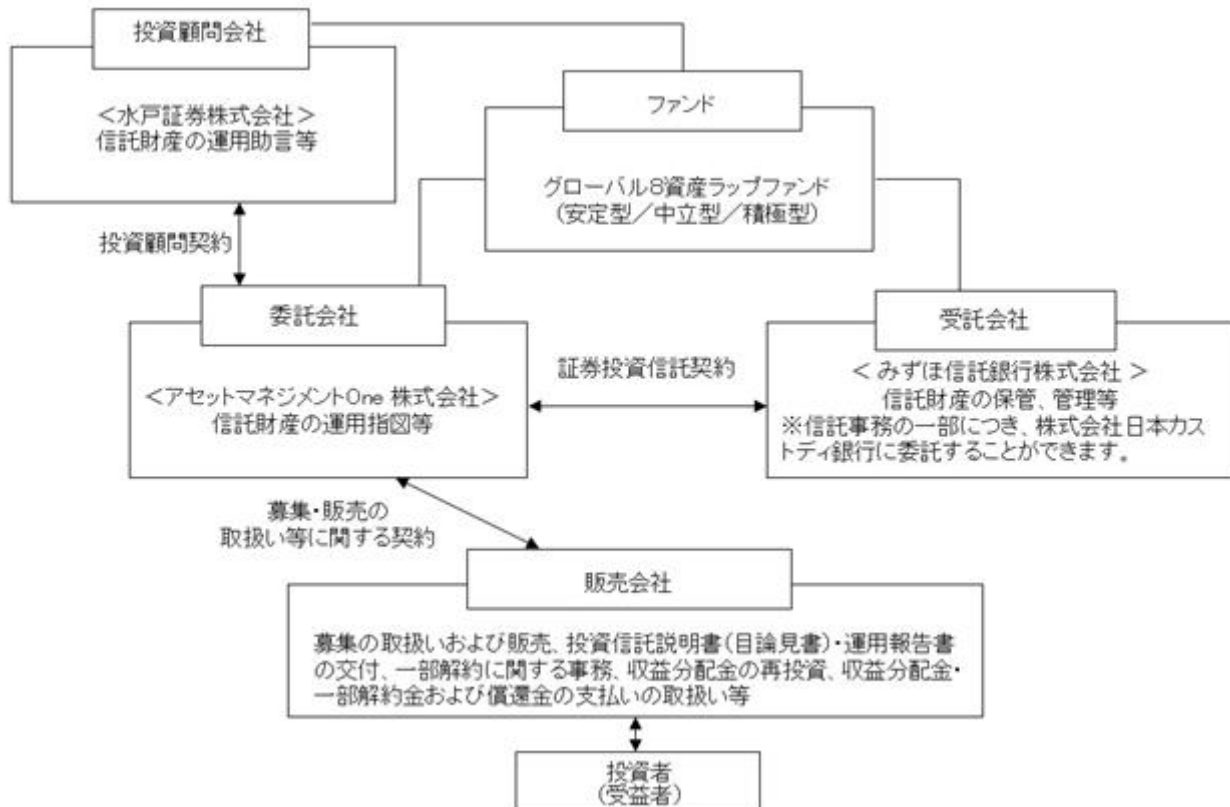 投資顧問会社
<水戸証券株式会社>
信託財産の運用助言等
ファンド
グローバル8資産ラップファンド
(安定型／中立型／積極型)
投資顧問契約
委託会社
<アセットマネジメントOne 株式会社>
信託財産の運用指図等
証券投資信託契約
受託会社
< みずほ信託銀行株式会社 >
信託財産の保管、管理等
※信託事務の一部につき、株式会社日本カス
トディ銀行に委託することができます。
募集・販売の
取扱い等に関する契約
販売会社
募集の取扱いおよび販売、投資信託説明書(目論見書)・運用報告書
の交付、一部解約に関する事務、収益分配金の再投資、収益分配金・
一部解約金および償還金の支払いの取扱い等
投資者
(受益者)